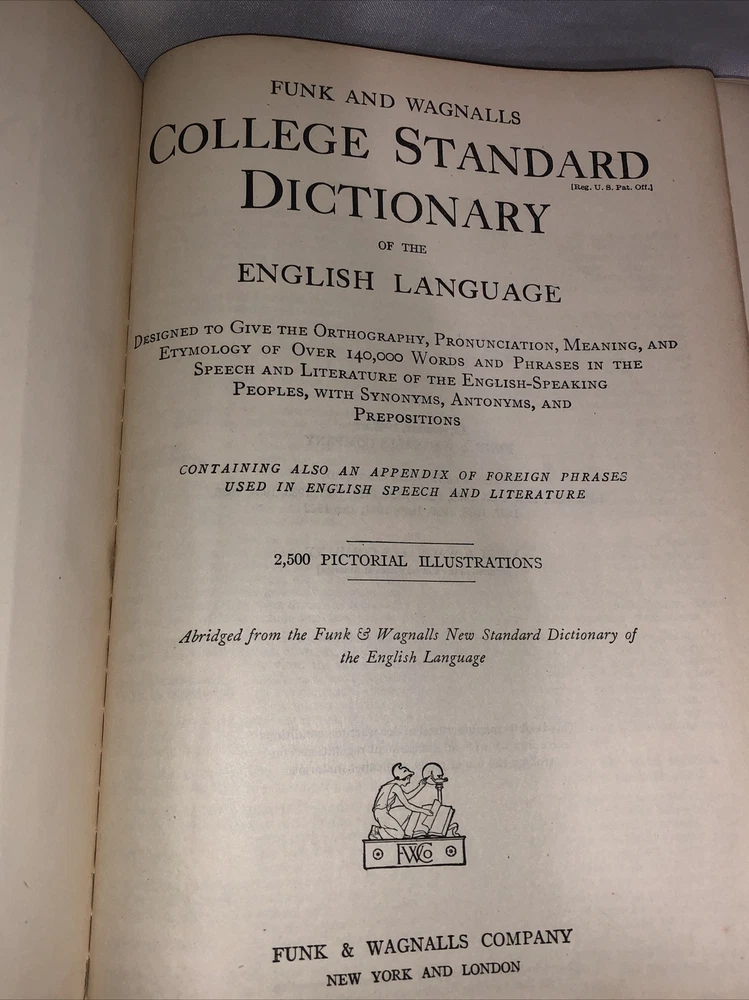 FUNK AND WAGNALLS
COLLEGE STANDARD
[Reg. U. S. Pat. Off.]
DICTIONARY
OF THE
ENGLISH LANGUAGE
DESIGNED TO GIVE THE ORTHOGRAPHY, PRONUNCIATION, MEANING, AND
ETYMOLOGY OF OVER 140,000 WORDS AND PHRASES IN THE
SPEECH AND LITERATURE OF THE ENGLISH-SPEAKING
PEOPLES, WITH SYNONYMS, ANTONYMS, AND
PREPOSITIONS
CONTAINING ALSO AN APPENDIX OF FOREIGN PHRASES
USED IN ENGLISH SPEECH AND LITERATURE
2,500 PICTORIAL ILLUSTRATIONS
Abridged from the Funk & Wagnalls New Standard Dictionary of
the English Language
FWCo
FUNK & WAGNALLS COMPANY
NEW YORK AND LONDON